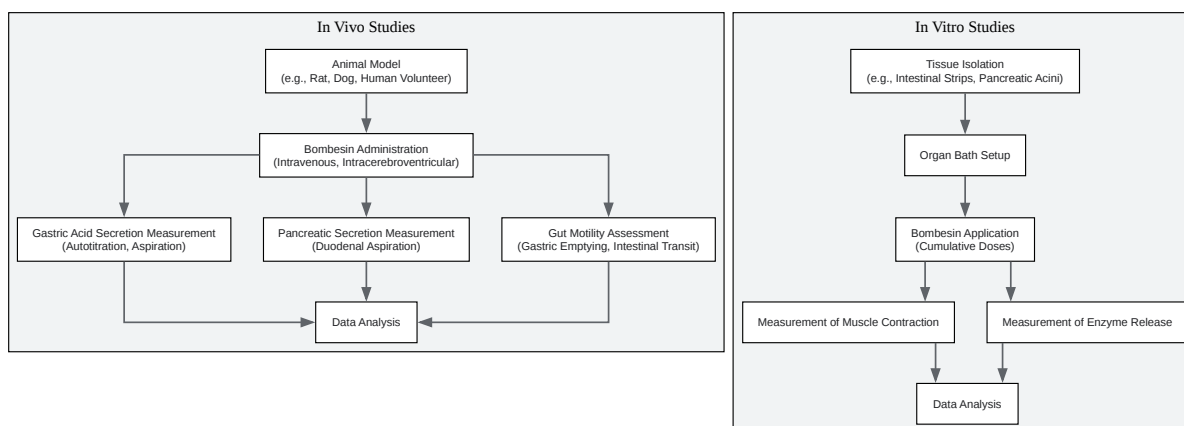 In Vivo Studies
Animal Model
(e.g., Rat, Dog, Human Volunteer)
Bombesin Administration
(Intravenous, Intracerebroventricular)
Gastric Acid Secretion Measurement
(Autotitration, Aspiration)
Pancreatic Secretion Measurement
(Duodenal Aspiration)
Gut Motility Assessment
(Gastric Emptying, Intestinal Transit)
Data Analysis
In Vitro Studies
Tissue Isolation
(e.g., Intestinal Strips, Pancreatic Acini)
Organ Bath Setup
Bombesin Application
(Cumulative Doses)
Measurement of Muscle Contraction
Measurement of Enzyme Release
Data Analysis